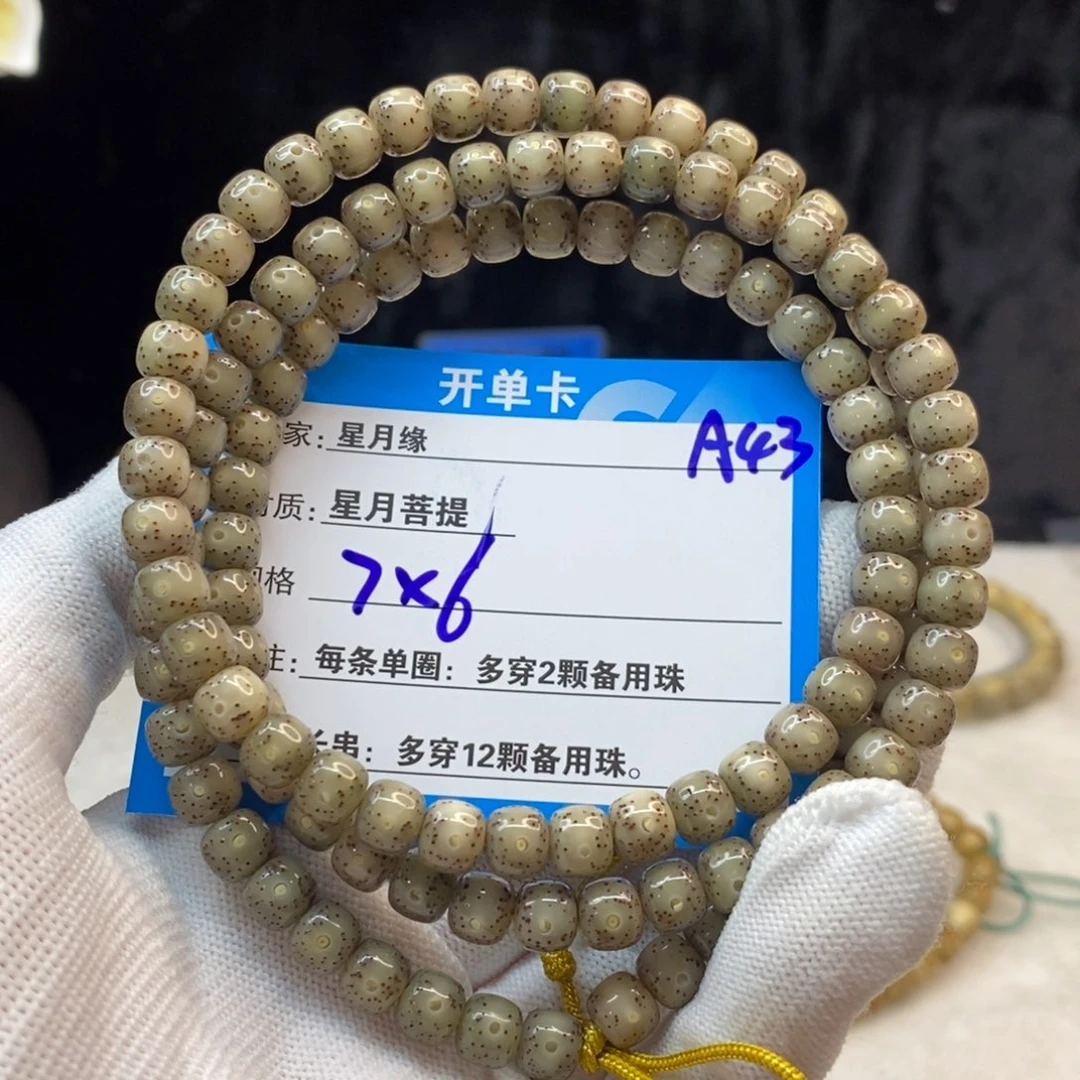 开单卡
A43
家：星月缘
质：星月菩提
格 7×6
注：每条单圈：多穿2颗备用珠
串：多穿12颗备用珠。